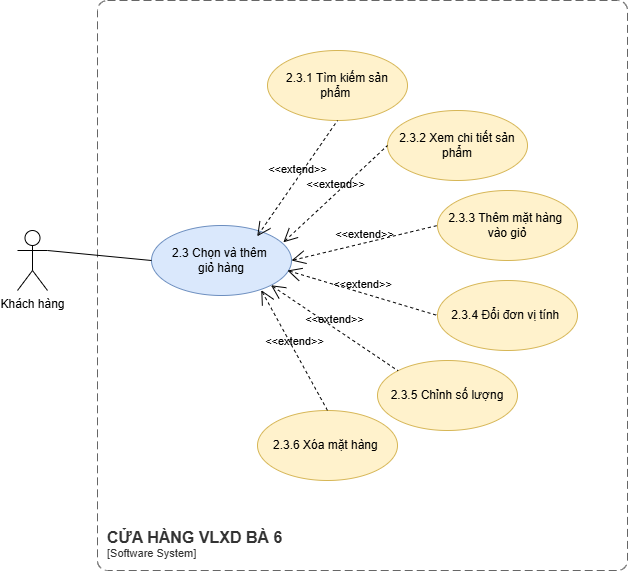 2.3.1 Tìm kiếm sản
phẩm
2.3.2 Xem chi tiết sản
phẩm
<<extend>>
<<extend>>
2.3.3 Thêm mặt hàng
vào giỏ
<<extend>>
2.3 Chọn và thêm
giỏ hàng
Khách hàng
<<extend>>
2.3.4 Đổi đơn vị tính
<<extend>>
<<extend>>
2.3.5 Chỉnh số lượng
2.3.6 Xóa mặt hàng
CỬA HÀNG VLXD BÀ 6
[Software System]